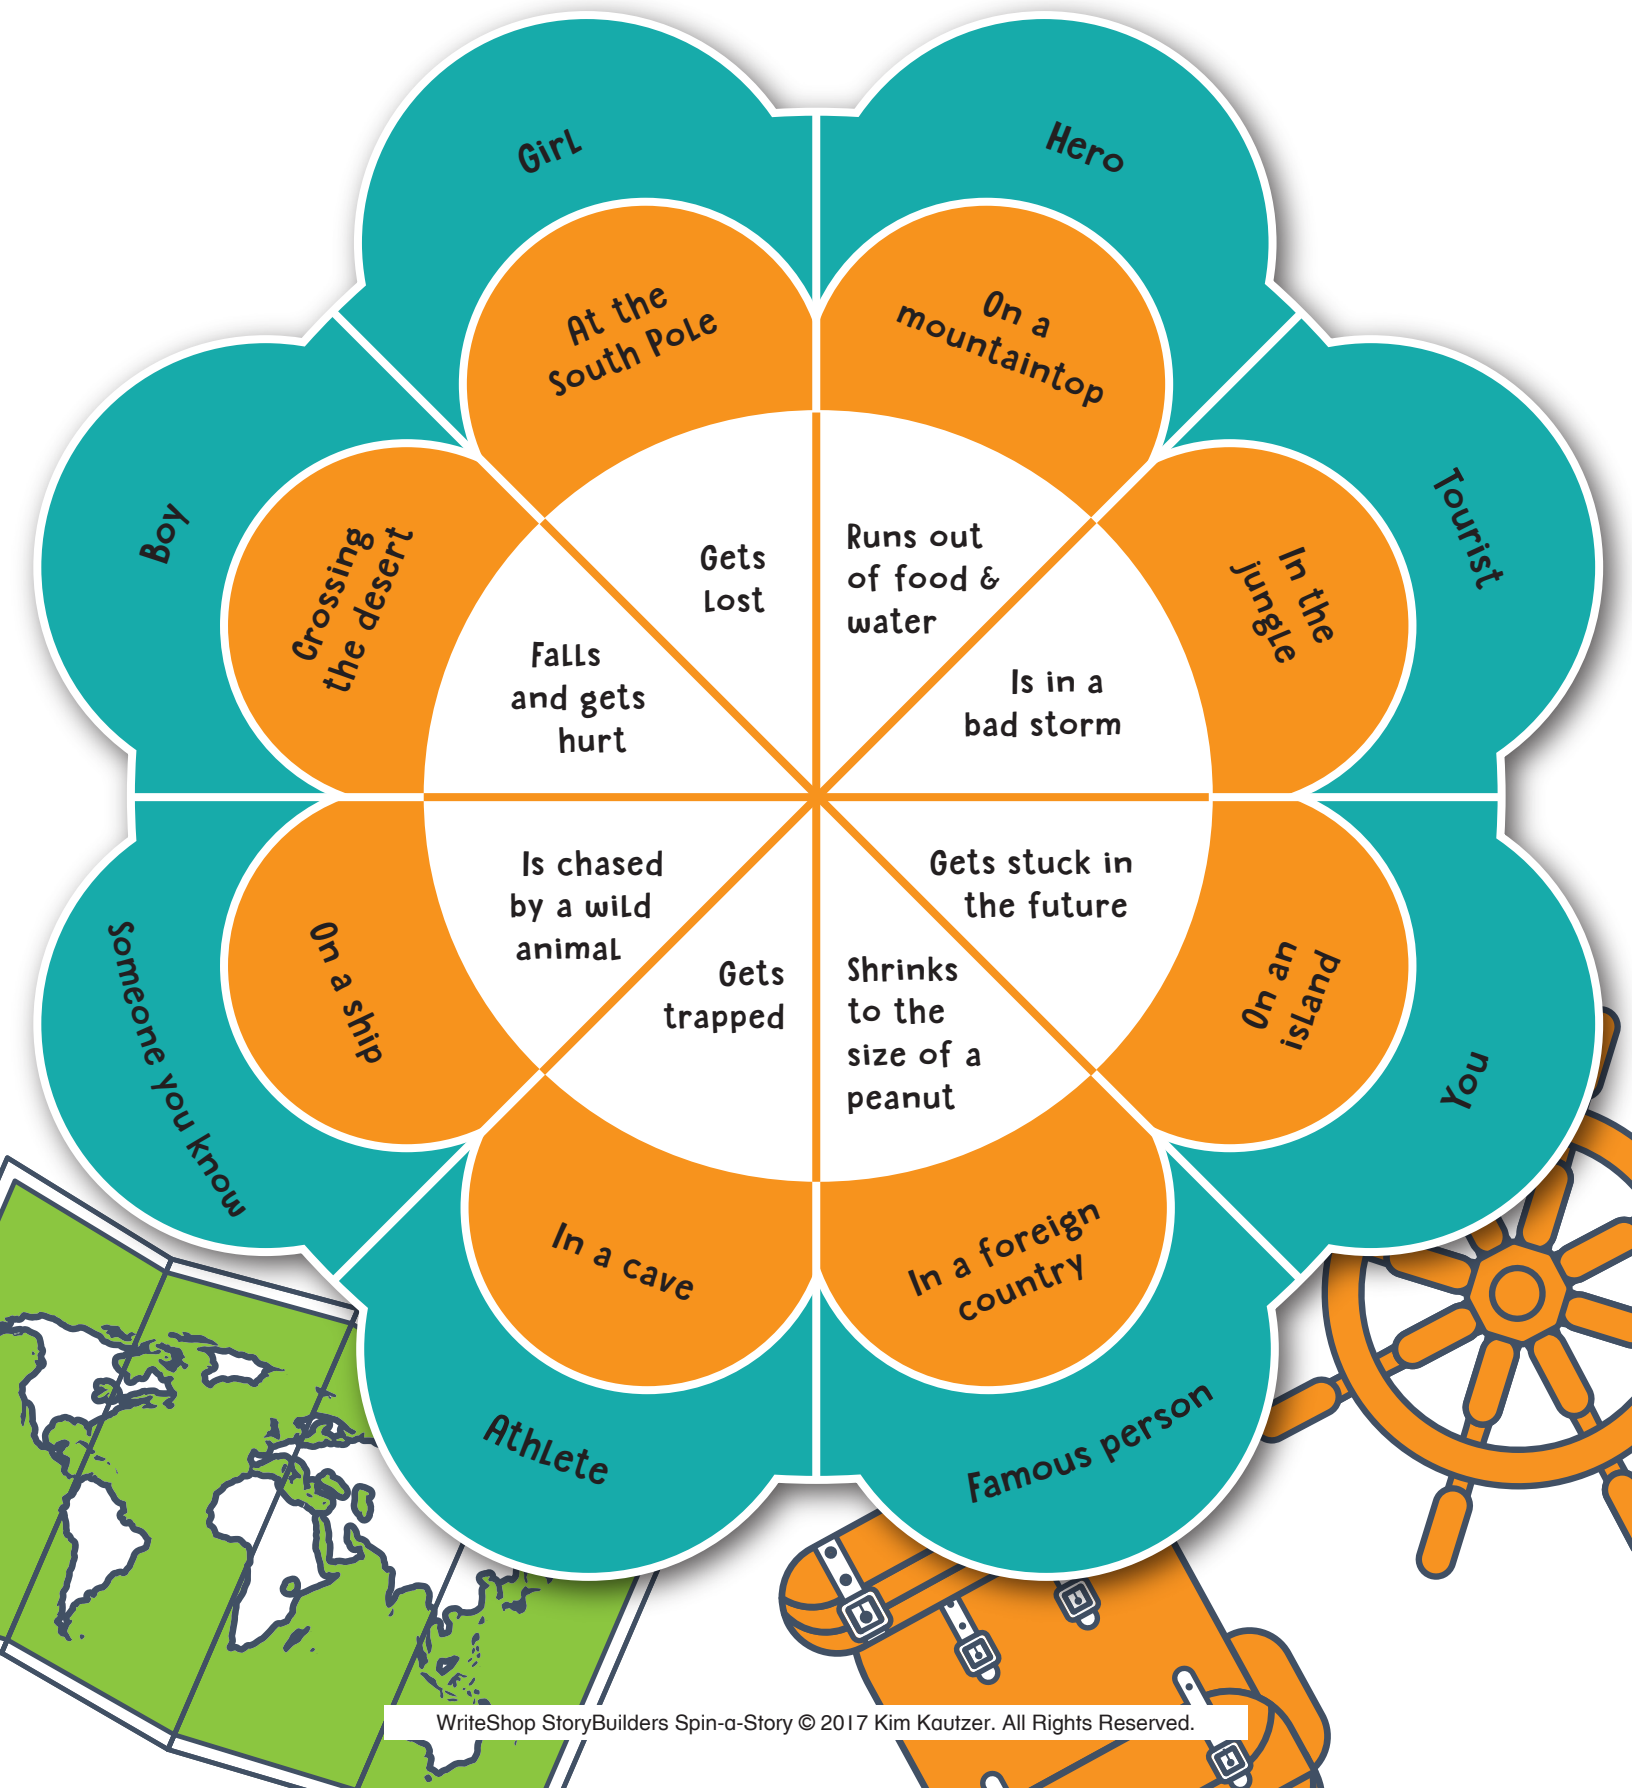 Girl
Hero
At the
South Pole
On a
mountaintop
Boy
Tourist
Crossing
the desert
In the
jungle
Gets
Lost
Runs out
of food &
water
Falls
and gets
hurt
Is in a
bad storm
Is chased
by a wild
animal
Gets stuck in
the future
Gets
trapped
Shrinks
to the
size of a
peanut
Someone you know
On a ship
On an
island
You
In a cave
In a foreign
country
Athlete
Famous person
WriteShop StoryBuilders Spin-a-Story © 2017 Kim Kautzer. All Rights Reserved.